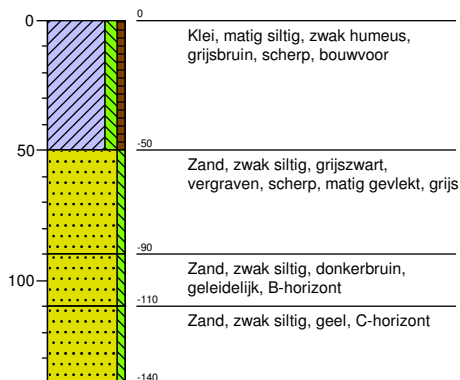 0
0
Klei, matig siltig, zwak humeus,
grijsbruin, scherp, bouwvoor
50
-50
Zand, zwak siltig, grijszwart,
vergraven, scherp, matig gevlekt, grijs
-90
Zand, zwak siltig, donkerbruin,
geleidelijk, B-horizont
100
-110
Zand, zwak siltig, geel, C-horizont
-140